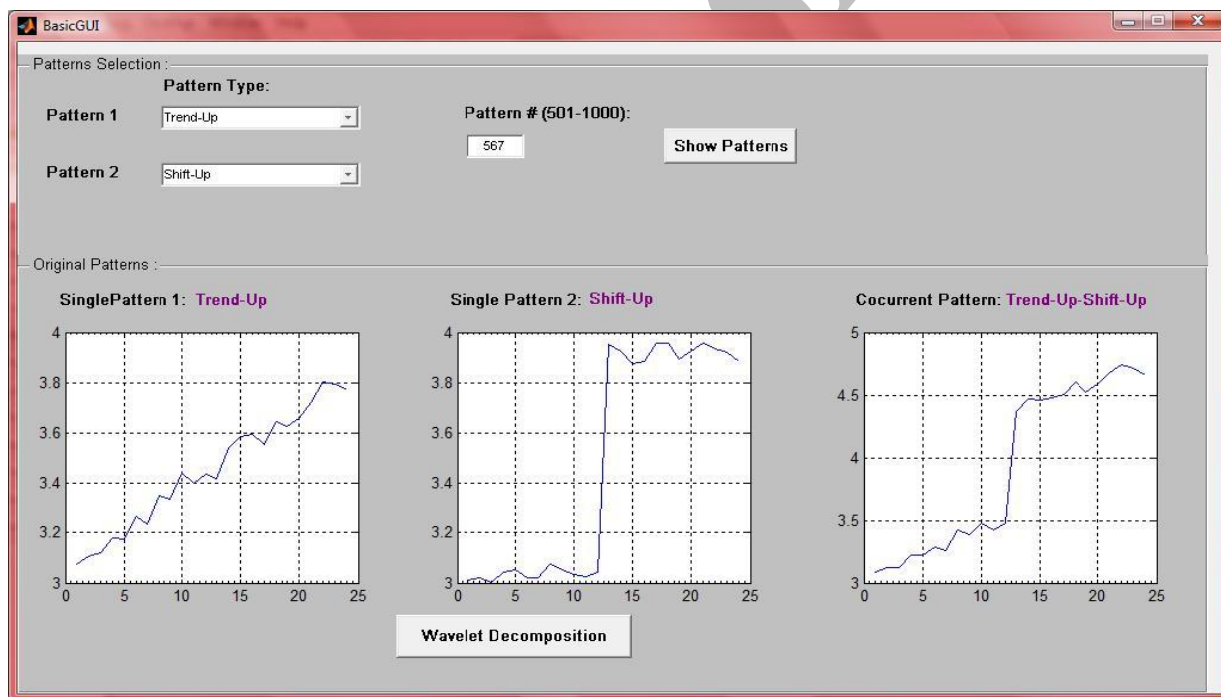 BasicGUI
Patterns Selection :
Pattern Type:
Pattern 1 Trend-Up Pattern # (501-1000):
567 Show Patterns
Pattern 2 Shift-Up
Original Patterns :
SinglePattern 1: Trend-Up Single Pattern 2: Shift-Up Cocurrent Pattern: Trend-Up-Shift-Up
4
3.8
3.6
3.4
3.2
3
0 5 10 15 20 25
4
3.8
3.6
3.4
3.2
3
0 5 10 15 20 25
5
4.5
4
3.5
3
0 5 10 15 20 25
Wavelet Decomposition